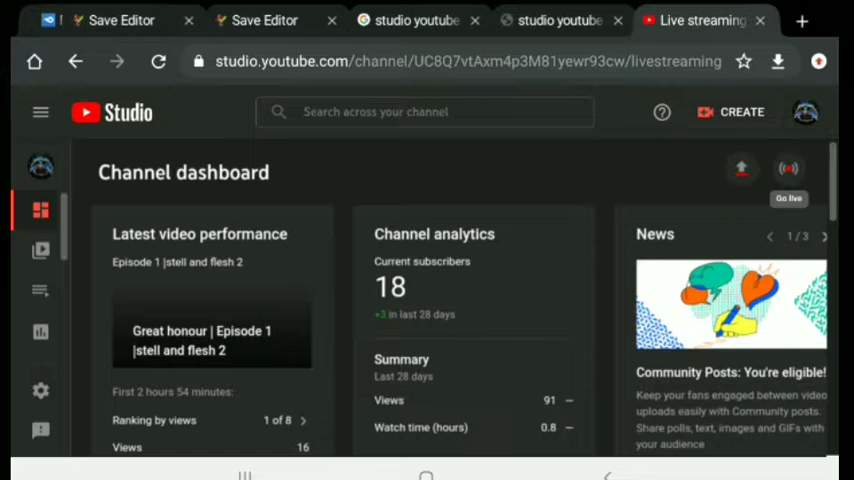 Save Editor
Save Editor
studio youtube
studio youtube
Live streaming
studio.youtube.com/channel/UC8Q7vtAxm4p3M81yewr93cw/livestreaming
Studio
Search across your channel
CREATE
Channel dashboard
Go live
Latest video performance
Episode 1 |stell and flesh 2
Great honour | Episode 1
|stell and flesh 2
First 2 hours 54 minutes:
Ranking by views 1 of 8
Views 16
Channel analytics
Current subscribers
18
+3 in last 28 days
Summary
Last 28 days
Views 91 —
Watch time (hours) 0.8 —
News
1 / 3
Community Posts: You're eligible!
Keep your fans engaged between video
uploads easily with Community posts.
Share polls, text, images and GIFs with
your audience